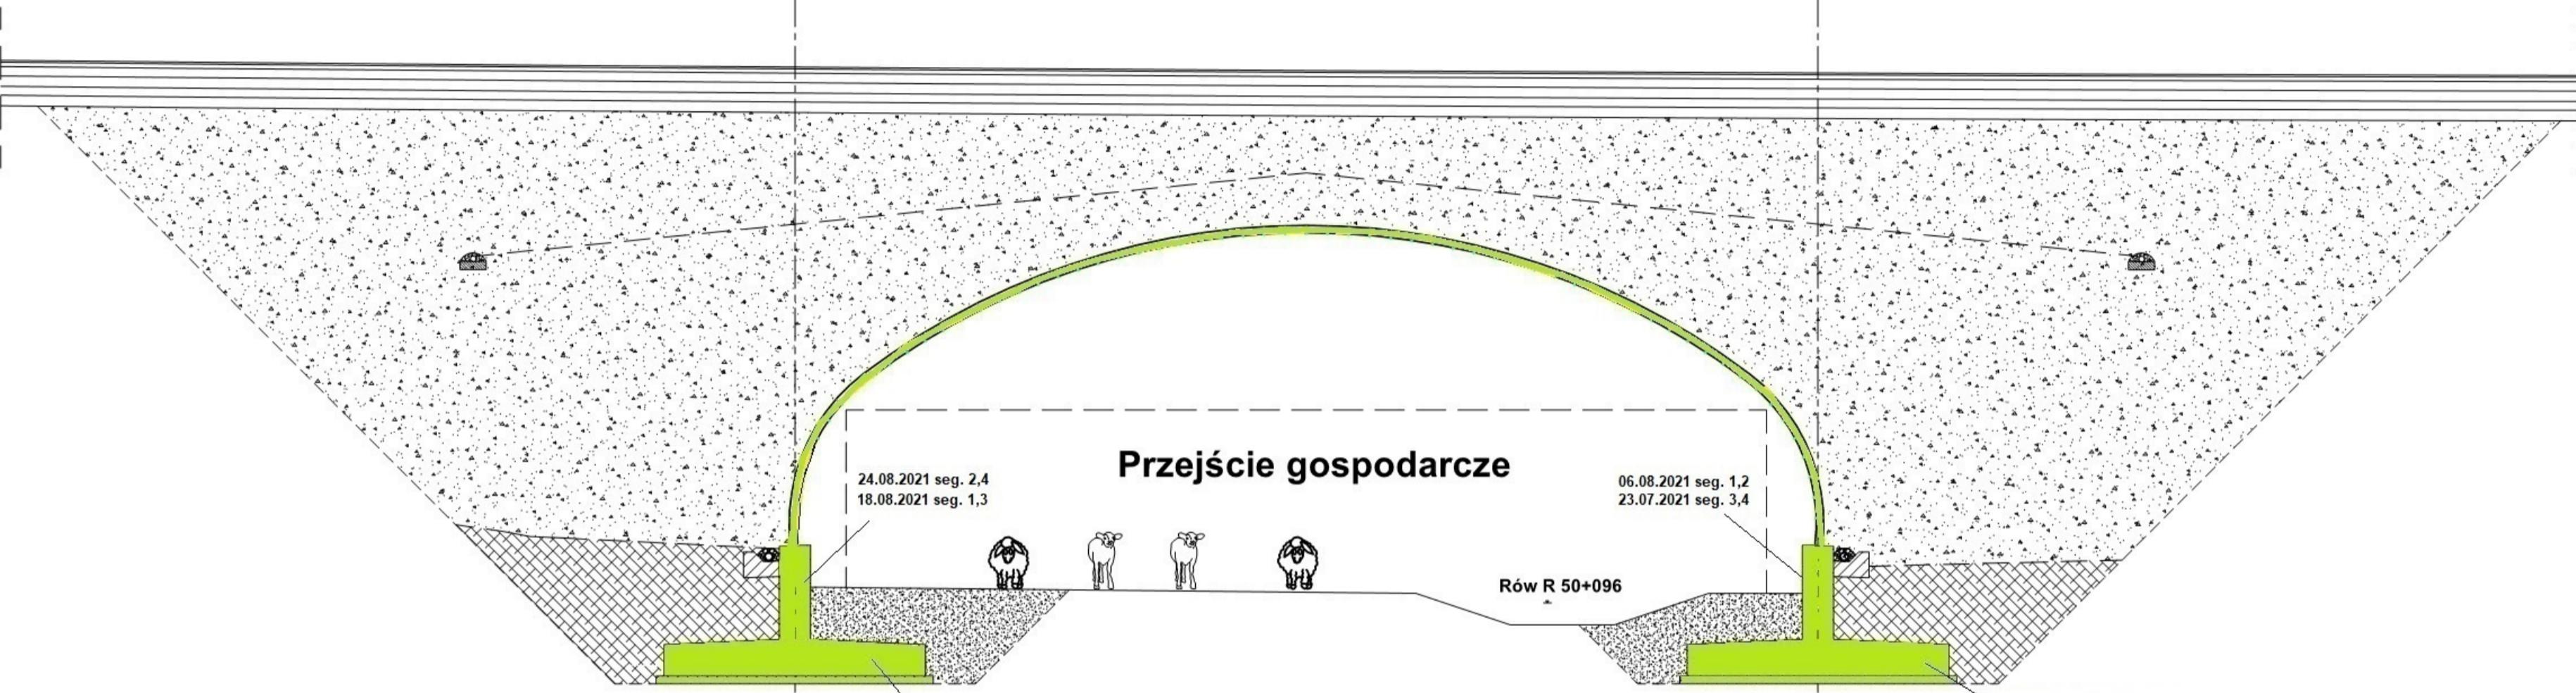 Przejście gospodarcze
24.08.2021 seg. 2,4
18.08.2021 seg. 1,3
06.08.2021 seg. 1,2
23.07.2021 seg. 3,4
Rów R 50+096